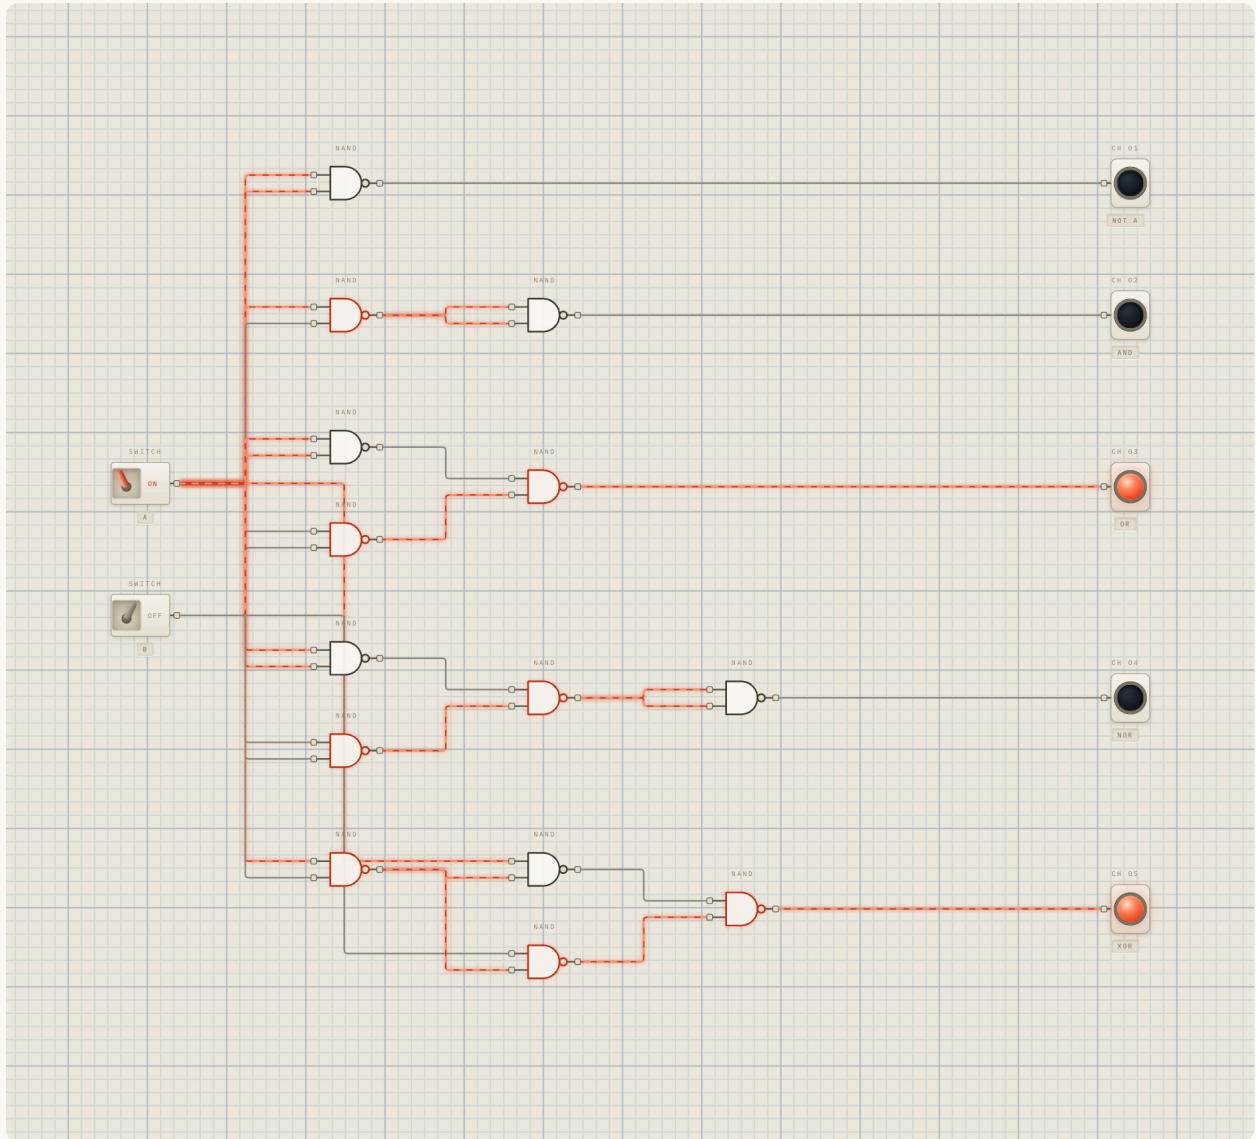 NAND
CH 01
NOT A
NAND
NAND
CH 02
AND
NAND
SWITCH
ON
A
NAND
CH 03
OR
NAND
SWITCH
OFF
B
NAND
NAND
NAND
CH 04
NOR
NAND
NAND
NAND
NAND
CH 05
XOR
NAND